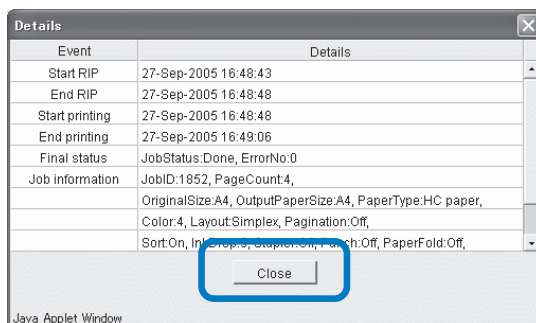 Details
Event Details
Start RIP 27-Sep-2005 16:48:43
End RIP 27-Sep-2005 16:48:48
Start printing 27-Sep-2005 16:48:48
End printing 27-Sep-2005 16:49:06
Final status JobStatus:Done, ErrorNo:0
Job information JobID:1852, PageCount:4,
OriginalSize:A4, OutputPaperSize:A4, PaperType:HC paper,
Color:4, Layout:Simplex, Pagination:Off,
Sort:On, Stapler:Off, Punch:Off, PaperFold:Off,
Close
Java Applet Window